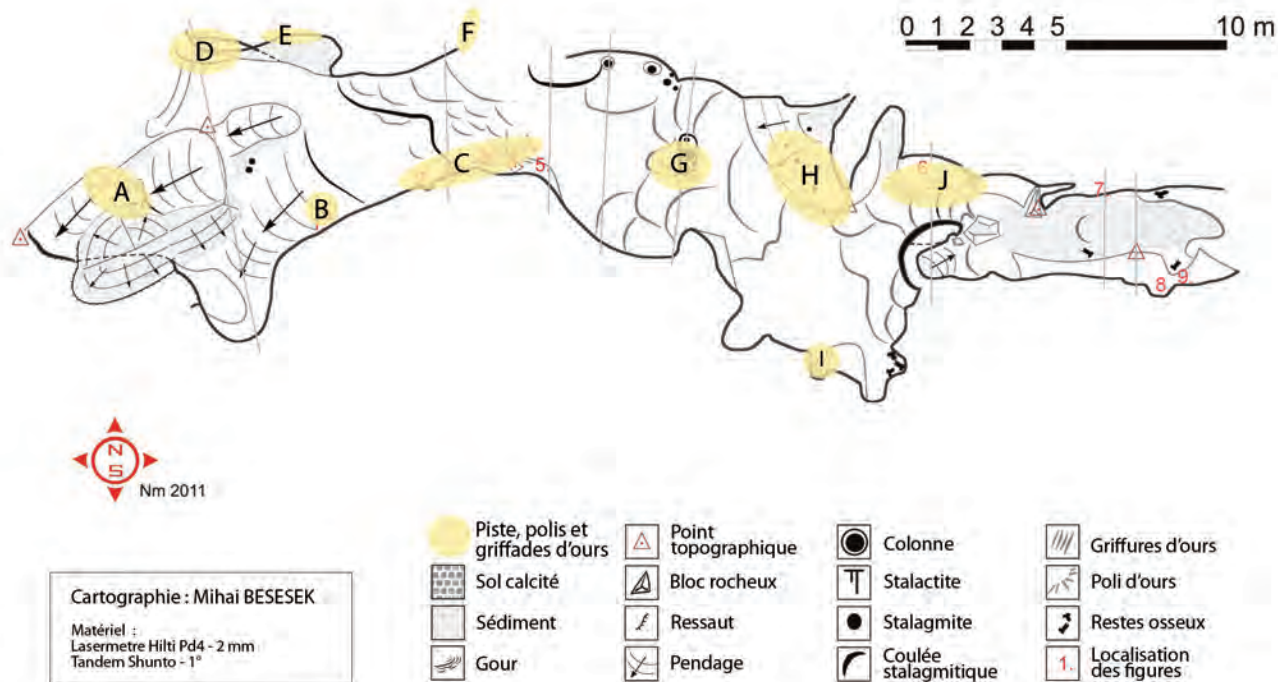 0 1 2 3 4 5 10 m
D
E
F
A
B
C
5
G
H
6
J
7
8
9
I
N
S
Nm 2011
Cartographie : Mihai BESESEK
Matériel :
Lasermetre Hilti Pd4 - 2 mm
Tandem Shunto - 1°
Piste, polis et
griffades d'ours
Sol calcité
Sédiment
Gour
Point
topographique
Bloc rocheux
Ressaut
Pendage
Colonne
Stalactite
Stalagmite
Coulée
stalagmitique
Griffures d'ours
Poli d'ours
Restes osseux
1.
Localisation
des figures